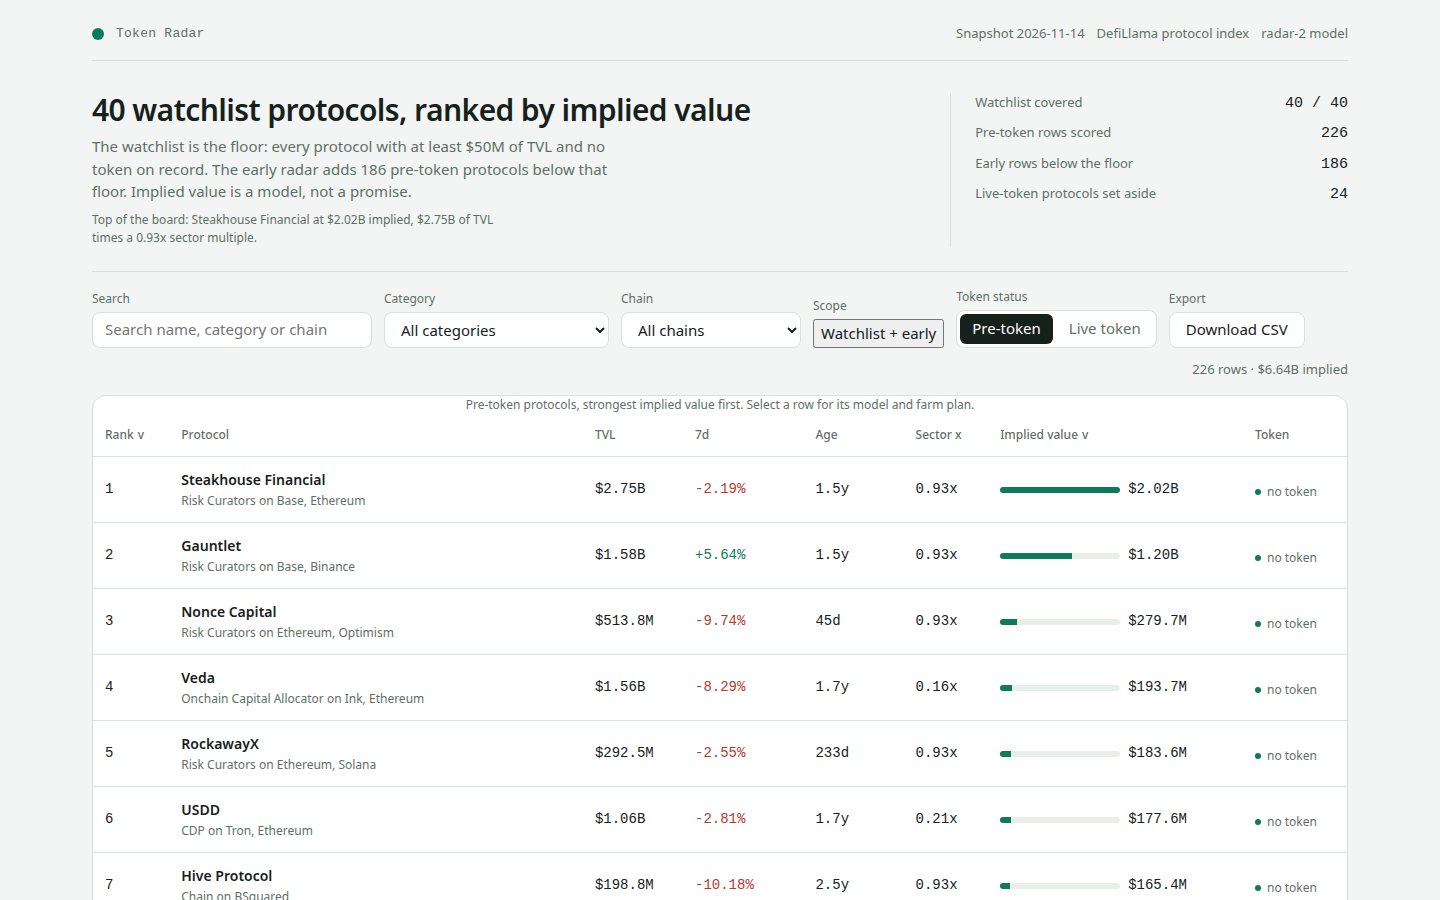 Token Radar
Snapshot 2026-11-14 DefiLlama protocol index radar-2 model
40 watchlist protocols, ranked by implied value
The watchlist is the floor: every protocol with at least $50M of TVL and no
token on record. The early radar adds 186 pre-token protocols below that
floor. Implied value is a model, not a promise.
Top of the board: Steakhouse Financial at $2.02B implied, $2.75B of TVL
times a 0.93x sector multiple.
Watchlist covered 40 / 40
Pre-token rows scored 226
Early rows below the floor 186
Live-token protocols set aside 24
Search
Search name, category or chain
Category
All categories
Chain
All chains
Scope
Watchlist + early
Token status
Pre-token Live token
Export
Download CSV
226 rows · $6.64B implied
Pre-token protocols, strongest implied value first. Select a row for its model and farm plan.
Rank v Protocol TVL 7d Age Sector x Implied value v Token
1 Steakhouse Financial $2.75B -2.19% 1.5y 0.93x $2.02B no token
Risk Curators on Base, Ethereum
2 Gauntlet $1.58B +5.64% 1.5y 0.93x $1.20B no token
Risk Curators on Base, Binance
3 Nonce Capital $513.8M -9.74% 45d 0.93x $279.7M no token
Risk Curators on Ethereum, Optimism
4 Veda $1.56B -8.29% 1.7y 0.16x $193.7M no token
Onchain Capital Allocator on Ink, Ethereum
5 RockawayX $292.5M -2.55% 233d 0.93x $183.6M no token
Risk Curators on Ethereum, Solana
6 USDD $1.06B -2.81% 1.7y 0.21x $177.6M no token
CDP on Tron, Ethereum
7 Hive Protocol $198.8M -10.18% 2.5y 0.93x $165.4M no token
Chain on BSquared